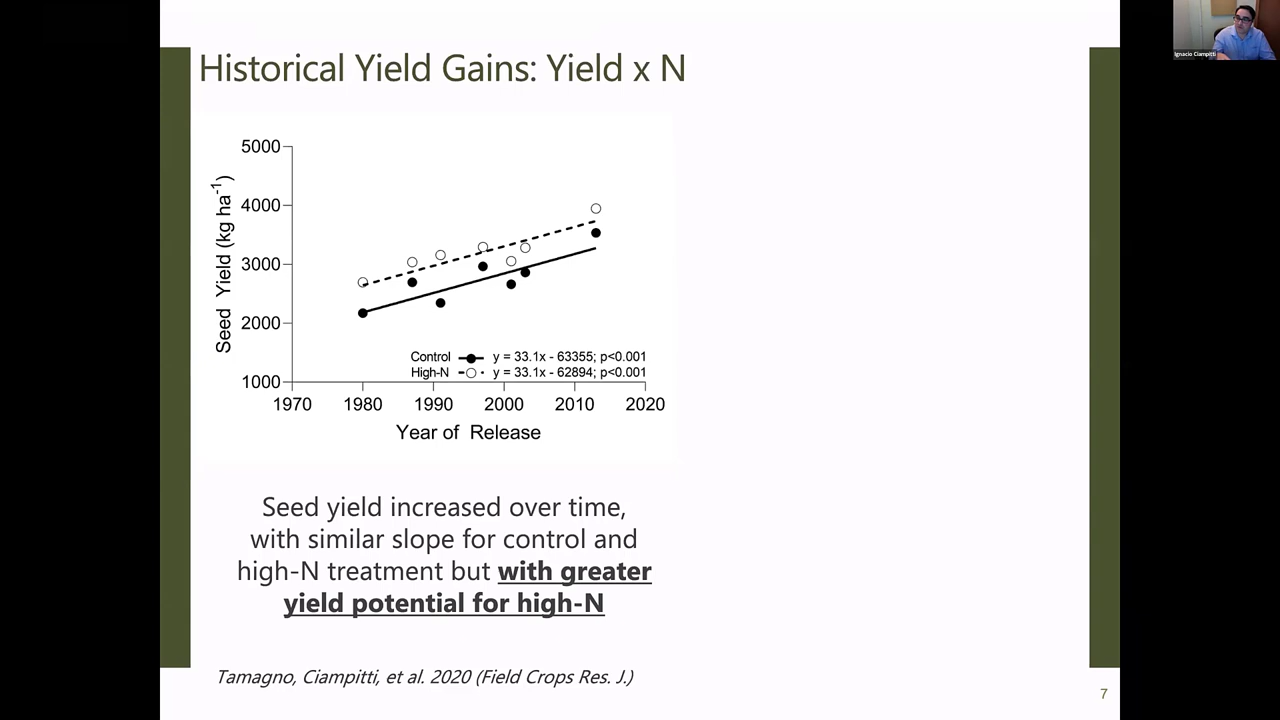 Historical Yield Gains: Yield x N
Ignacio Ciampitti
Seed Yield (kg ha-1)
5000
4000
3000
2000
1000
Control y = 33.1x - 63355; p<0.001
High-N y = 33.1x - 62894; p<0.001
1970 1980 1990 2000 2010 2020
Year of Release
Seed yield increased over time,
with similar slope for control and
high-N treatment but with greater
yield potential for high-N
Tamagno, Ciampitti, et al. 2020 (Field Crops Res. J.)
7